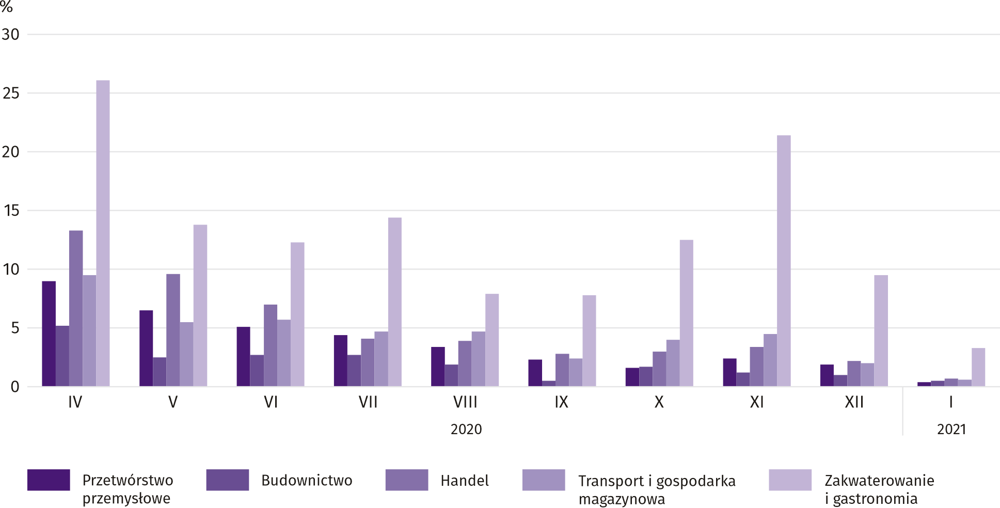 %
30
25
20
15
10
5
0
IV V VI VII VIII IX X XI XII I
2020 2021
Przetwórstwo
przemysłowe
Budownictwo
Handel
Transport i gospodarka
magazynowa
Zakwaterowanie
i gastronomia